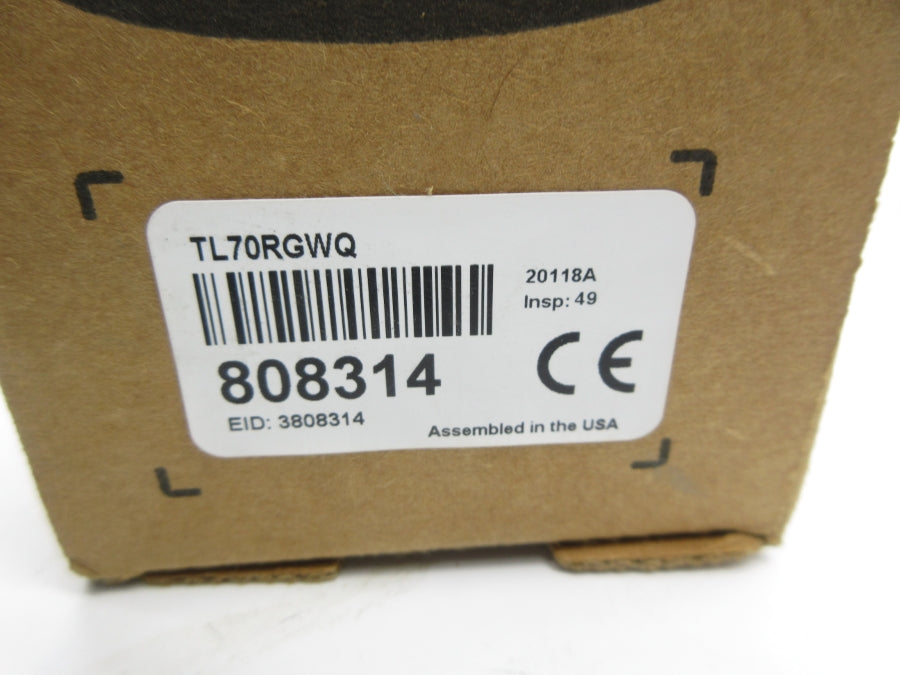 TL70RGWQ
20118A
Insp: 49
808314
CE
EID: 3808314
Assembled in the USA